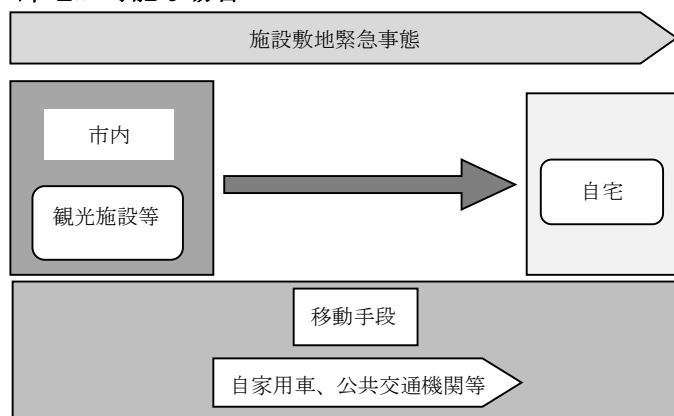 施設敷地緊急事態
市内
観光施設等
自宅
移動手段
自家用車、公共交通機関等